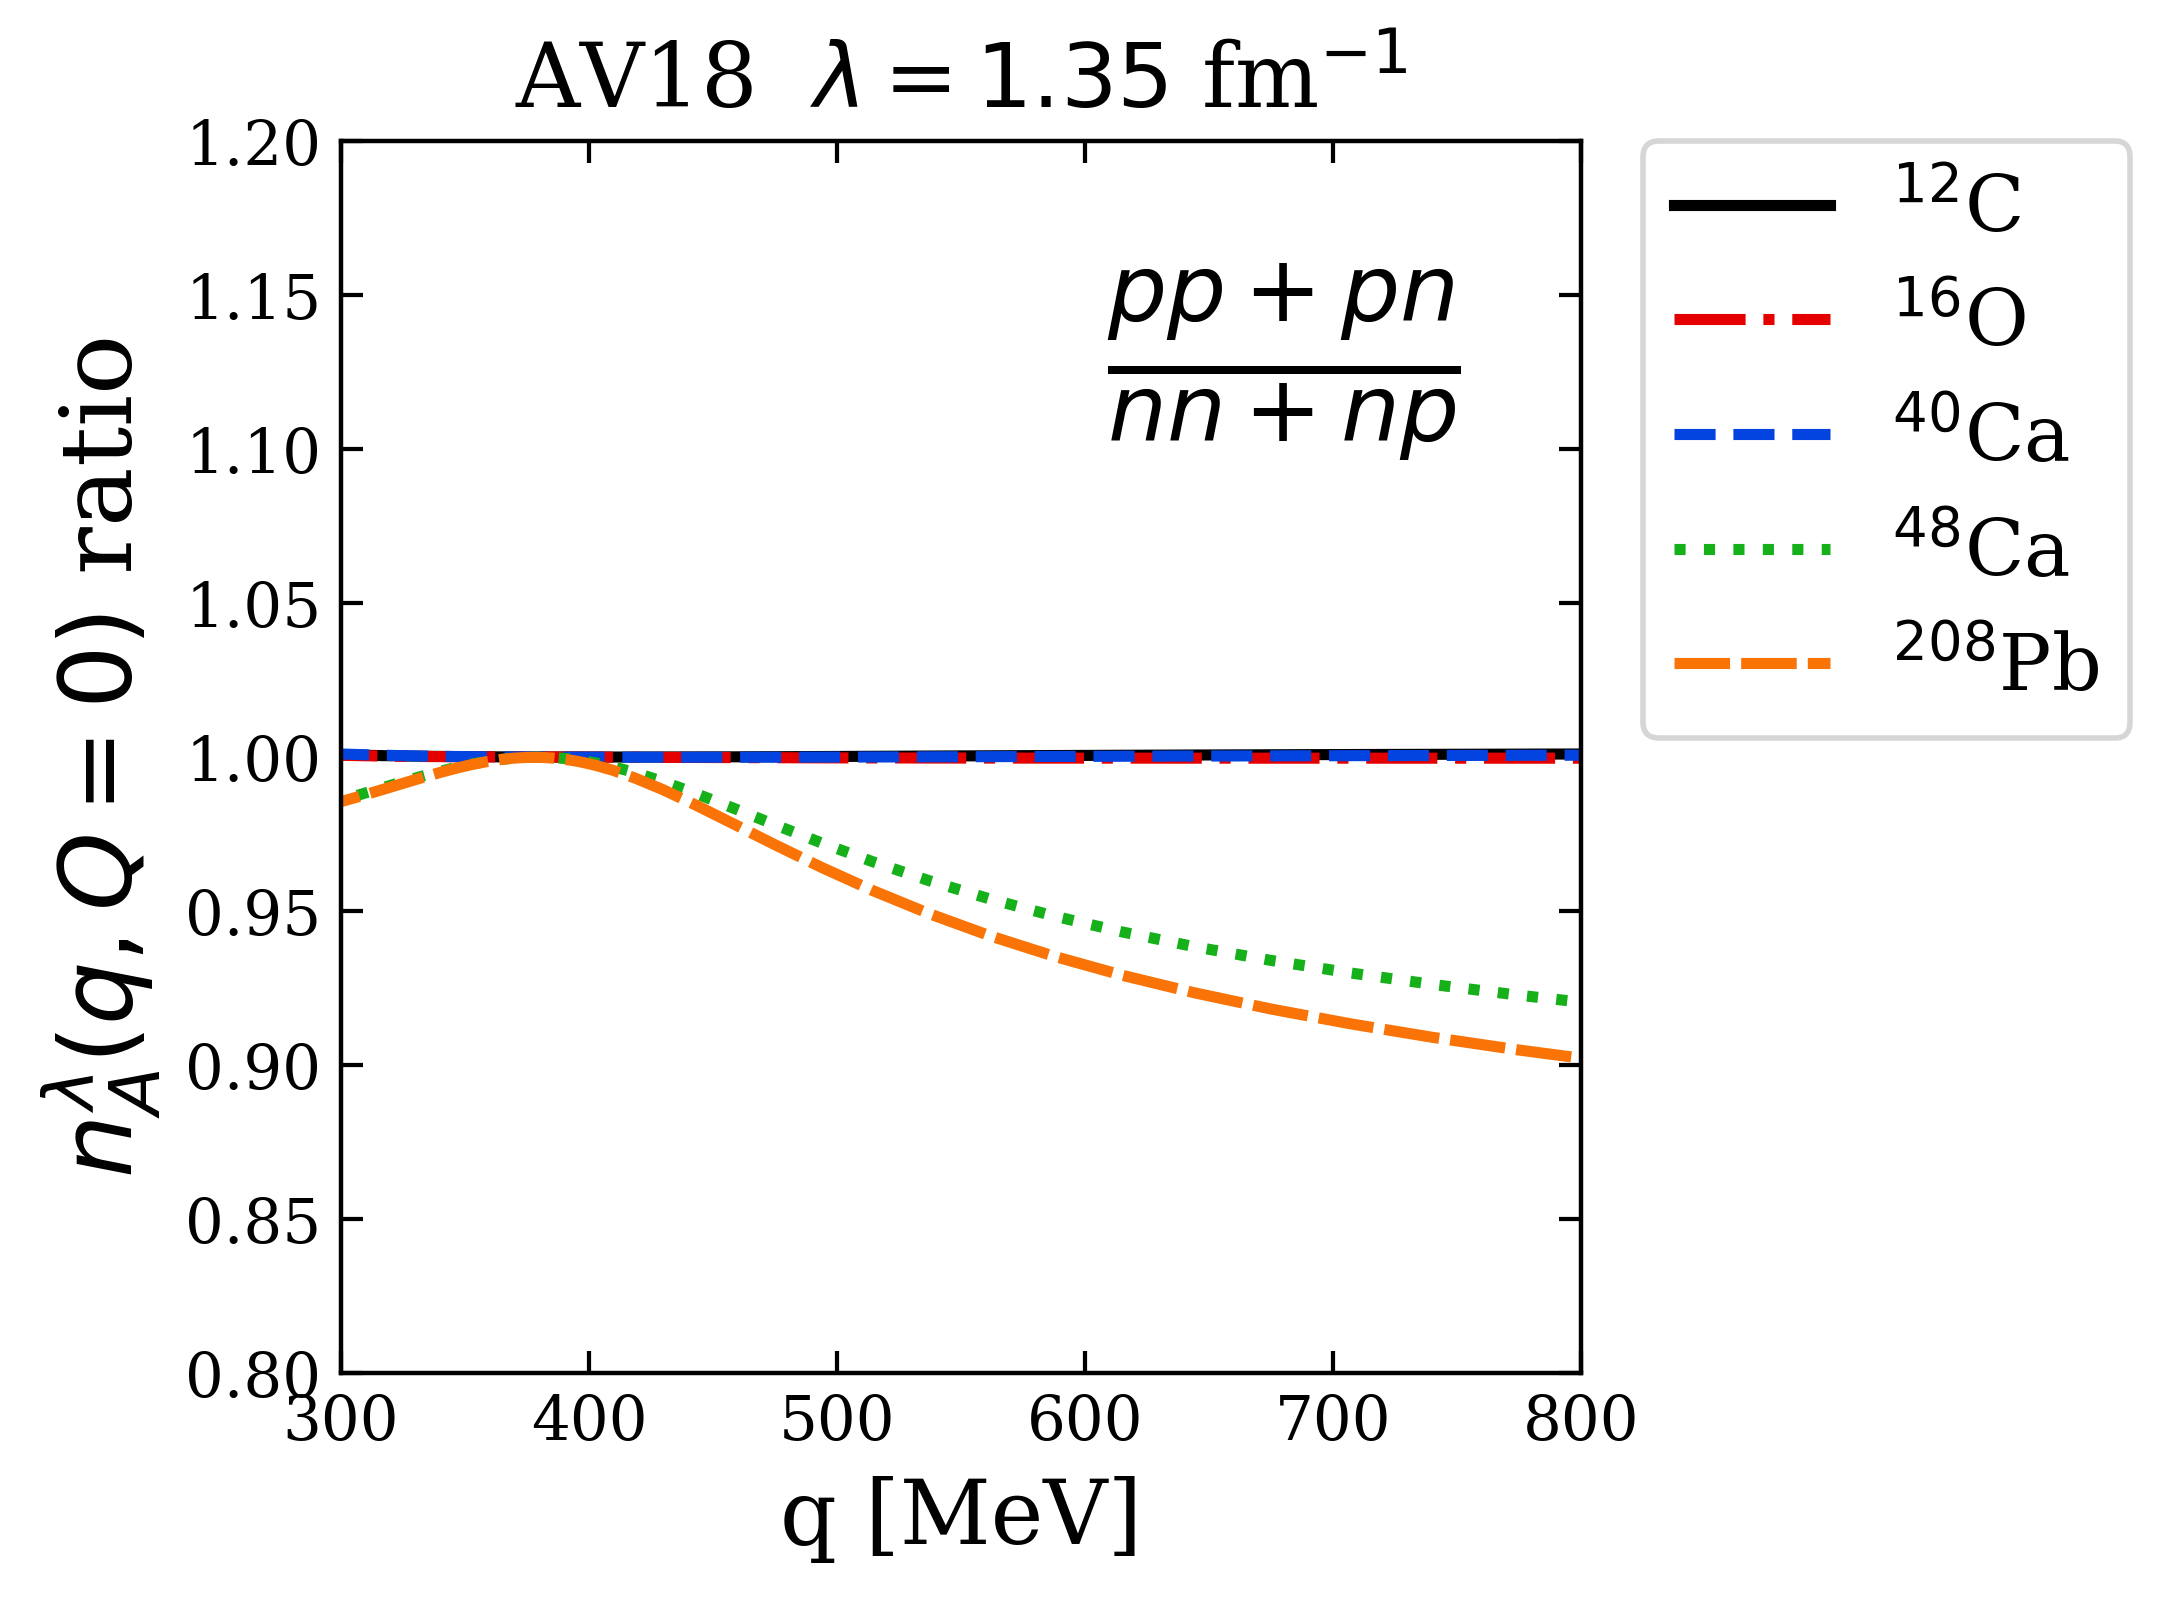 AV18 λ = 1.35 fm⁻¹
1.20
1.15
1.10
1.05
1.00
0.95
0.90
0.85
0.80
n_A^λ(q, Q = 0) ratio
pp + pn
nn + np
300 400 500 600 700 800
q [MeV]
¹²C
¹⁶O
⁴⁰Ca
⁴⁸Ca
²⁰⁸Pb